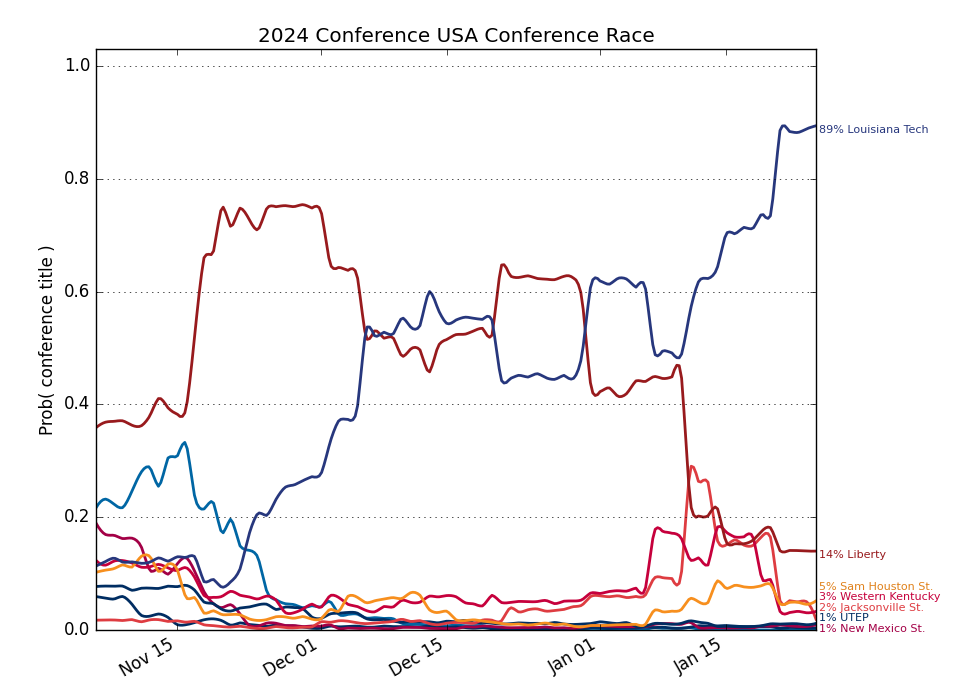 2024 Conference USA Conference Race
Prob( conference title )
1.0
0.8
0.6
0.4
0.2
0.0
Nov 15
Dec 01
Dec 15
Jan 01
Jan 15
89% Louisiana Tech
14% Liberty
5% Sam Houston St.
3% Western Kentucky
2% Jacksonville St.
1% UTEP
1% New Mexico St.